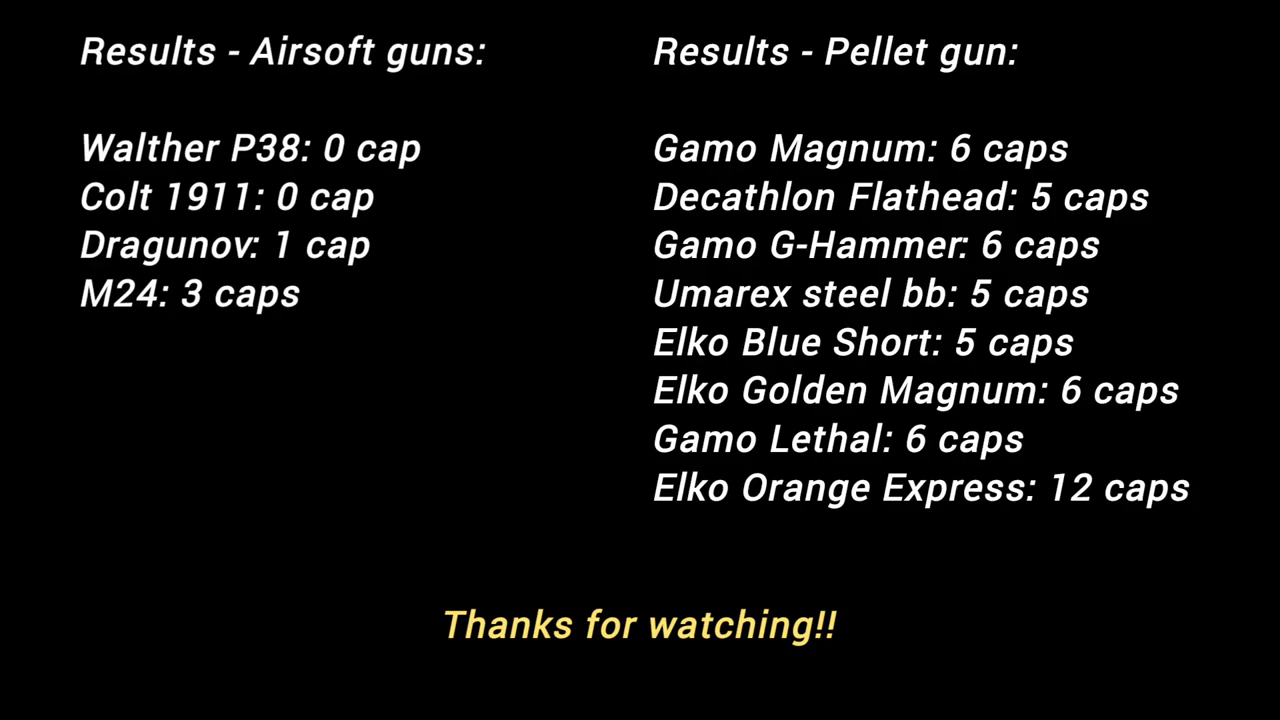 Results - Airsoft guns:
Walther P38: 0 cap
Colt 1911: 0 cap
Dragunov: 1 cap
M24: 3 caps
Results - Pellet gun:
Gamo Magnum: 6 caps
Decathlon Flathead: 5 caps
Gamo G-Hammer: 6 caps
Umarex steel bb: 5 caps
Elko Blue Short: 5 caps
Elko Golden Magnum: 6 caps
Gamo Lethal: 6 caps
Elko Orange Express: 12 caps
Thanks for watching!!